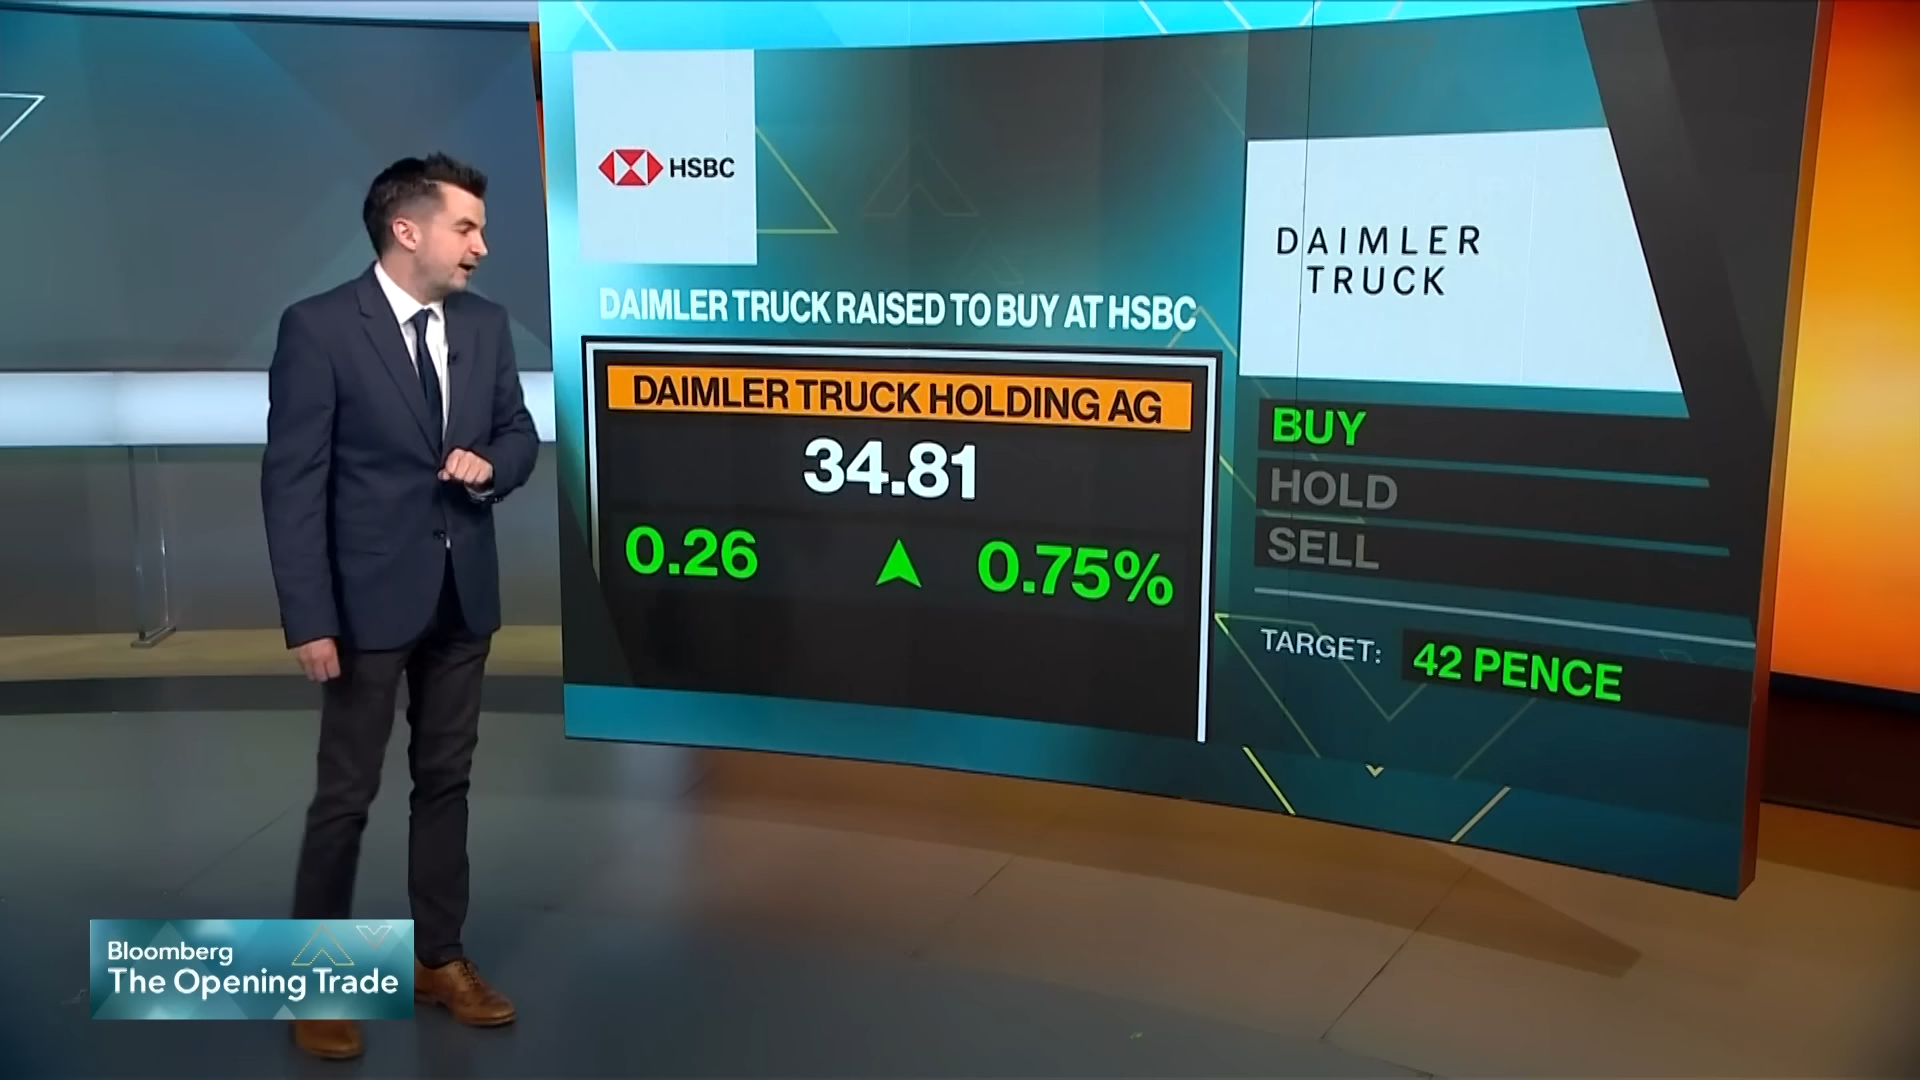 HSBC
DAIMLER TRUCK RAISED TO BUY AT HSBC
DAIMLER TRUCK HOLDING AG
34.81
0.26 0.75%
DAIMLER
TRUCK
BUY
HOLD
SELL
TARGET: 42 PENCE
Bloomberg
The Opening Trade